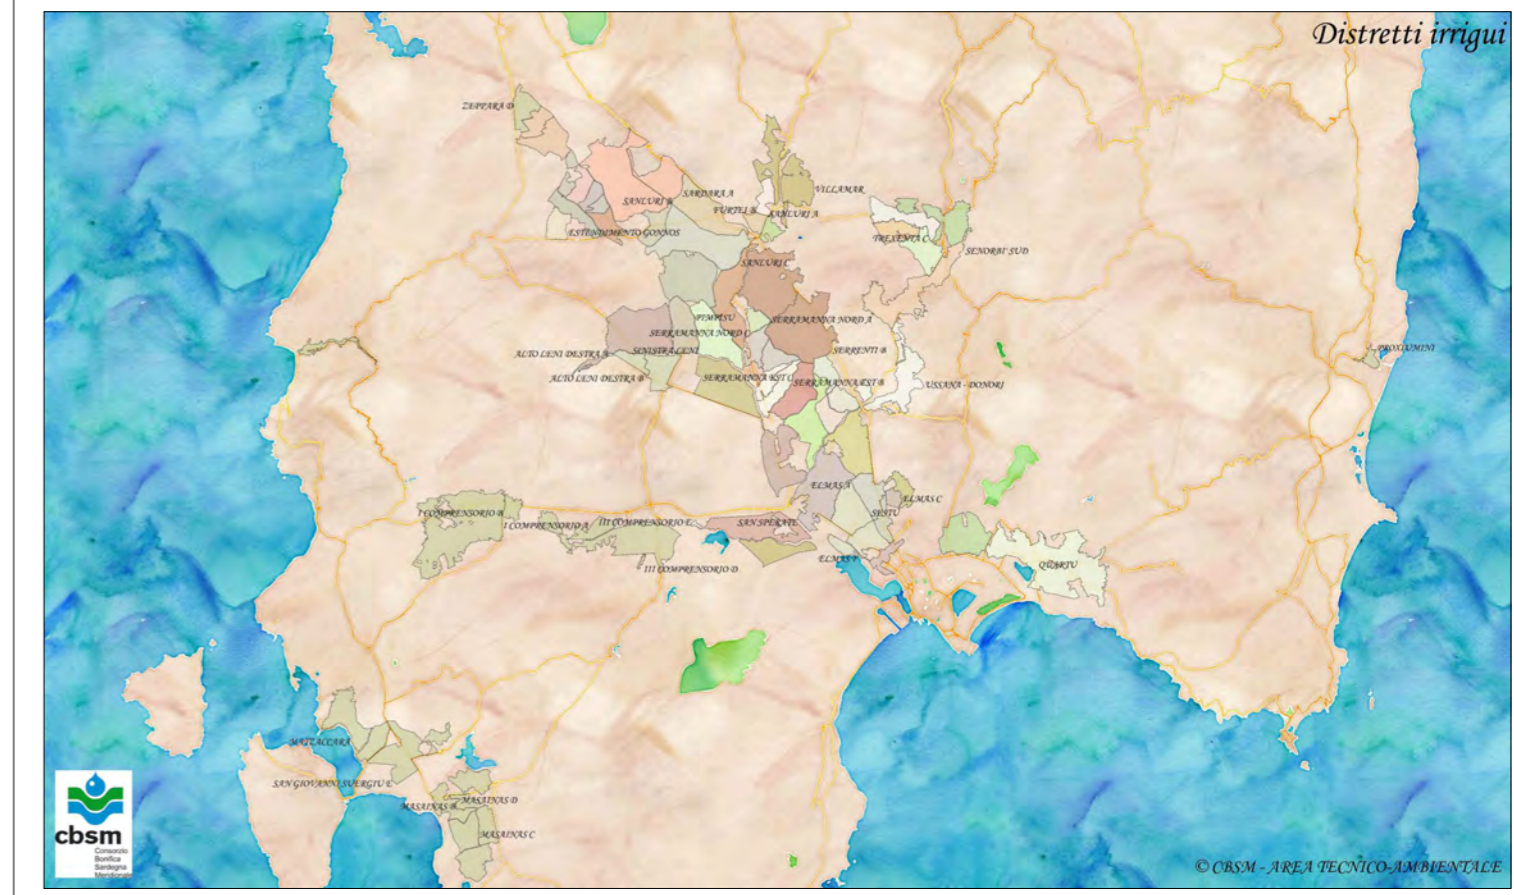 Distretti irrigui
ZEPPARA D
SARDARA A
VILLAMAR
SANLURI B
FURTEI B
SANLURI A
ESTENDIMENTO GONNOS
TREXENTA C
SENORBI' SUD
SANLURI C
PIMPISU
SERRAMANNA NORD A
SERRAMANNA NORD C
SINISTRA LENI
SERRENTI B
PROXIUMINI
ALTO LENI DESTRA A
ALTO LENI DESTRA B
SERRAMANNA EST C
SERRAMANNA EST B
USSANA - DONORI
ELMAS A
ELMAS C
I COMPRENSORIO B
SESTU
I COMPRENSORIO A
III COMPRENSORIO E
SAN SPERATE
ELMAS F
III COMPRENSORIO D
QUARTU
MATZACCARA
SAN GIOVANNI SUERGIU E
MASAINAS D
MASAINAS B
MASAINAS C
cbsm
Consorzio
Bonifica
Sardegna
Meridionale
© CBSM - AREA TECNICO-AMBIENTALE